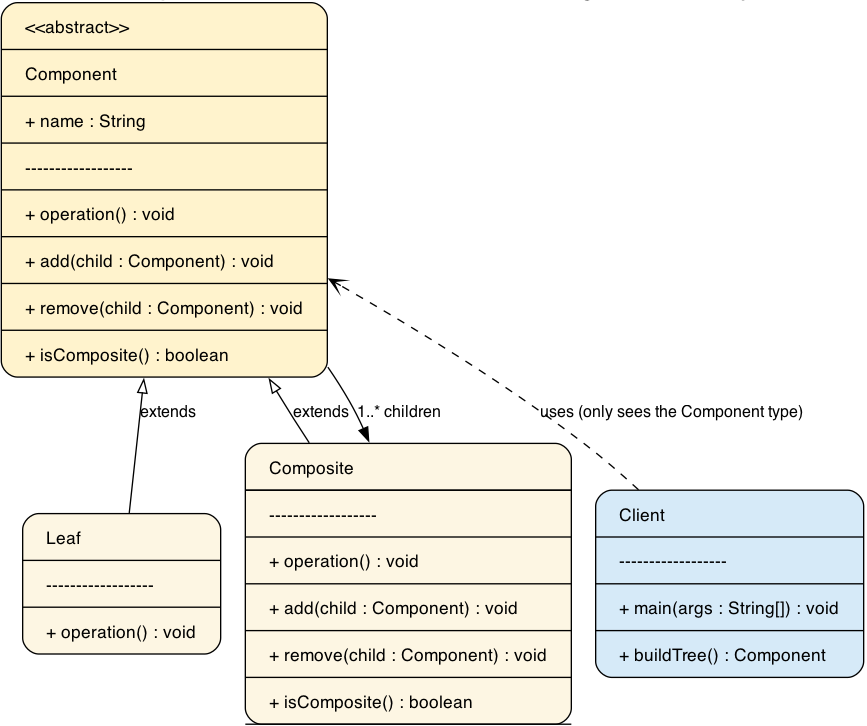 <<abstract>>
Component
+ name : String
------------------
+ operation() : void
+ add(child : Component) : void
+ remove(child : Component) : void
+ isComposite() : boolean
extends
extends
1..* children
uses (only sees the Component type)
Leaf
------------------
+ operation() : void
Composite
------------------
+ operation() : void
+ add(child : Component) : void
+ remove(child : Component) : void
+ isComposite() : boolean
Client
------------------
+ main(args : String[]) : void
+ buildTree() : Component